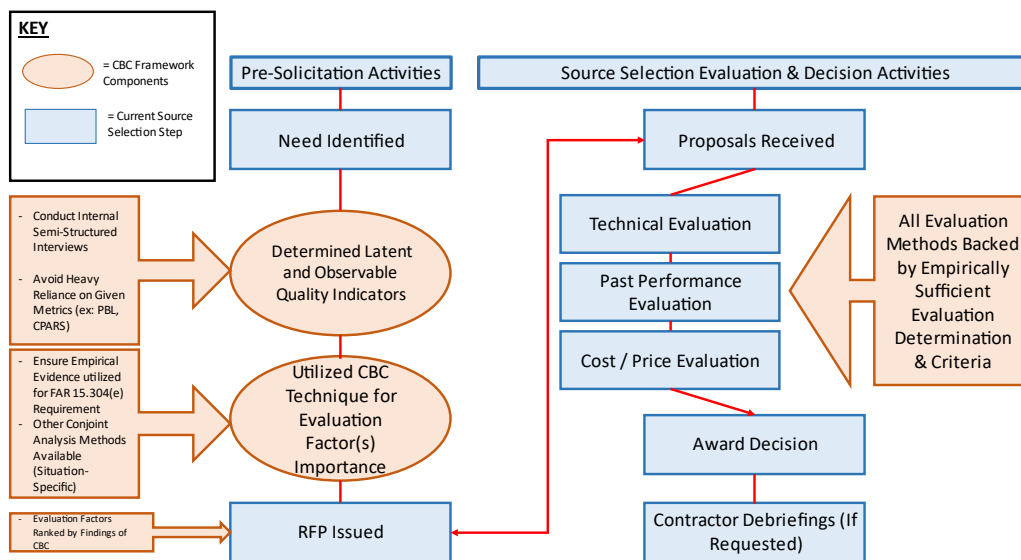 KEY
= CBC Framework
Components
= Current Source
Selection Step
Pre-Solicitation Activities
Need Identified
- Conduct Internal
Semi-Structured
Interviews
- Avoid Heavy
Reliance on Given
Metrics (ex: PBL,
CPARS)
Determined Latent
and Observable
Quality Indicators
- Ensure Empirical
Evidence utilized
for FAR 15.304(e)
Requirement
- Other Conjoint
Analysis Methods
Available
(Situation-
Specific)
Utilized CBC
Technique for
Evaluation
Factor(s)
Importance
- Evaluation Factors
Ranked by Findings of
CBC
RFP Issued
Source Selection Evaluation & Decision Activities
Proposals Received
Technical Evaluation
Past Performance
Evaluation
Cost / Price Evaluation
Award Decision
Contractor Debriefings (If
Requested)
All Evaluation
Methods Backed
by Empirically
Sufficient
Evaluation
Determination
& Criteria